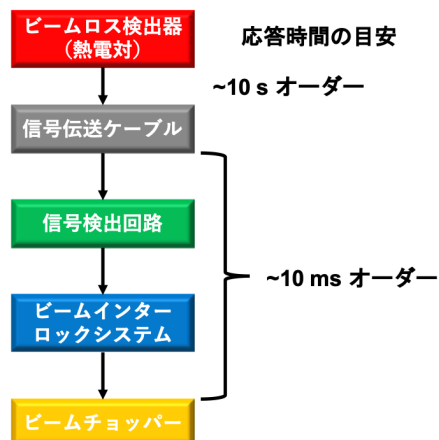 ビームロス検出器
（熱電対）
応答時間の目安
~10 s オーダー
信号伝送ケーブル
信号検出回路
~10 ms オーダー
ビームインター
ロックシステム
ビームチョッパー